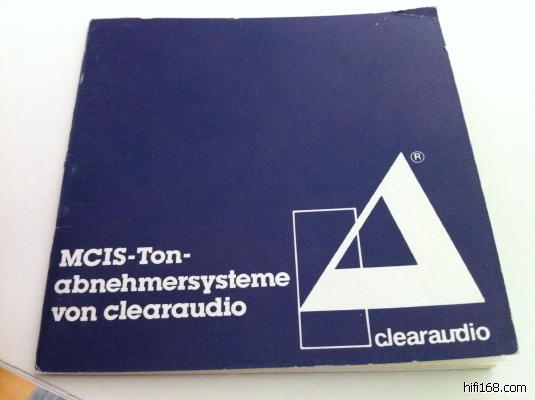 ®
MCIS-Ton-
abnehmersysteme
von clearaudio
clearaudio
hifi168.com